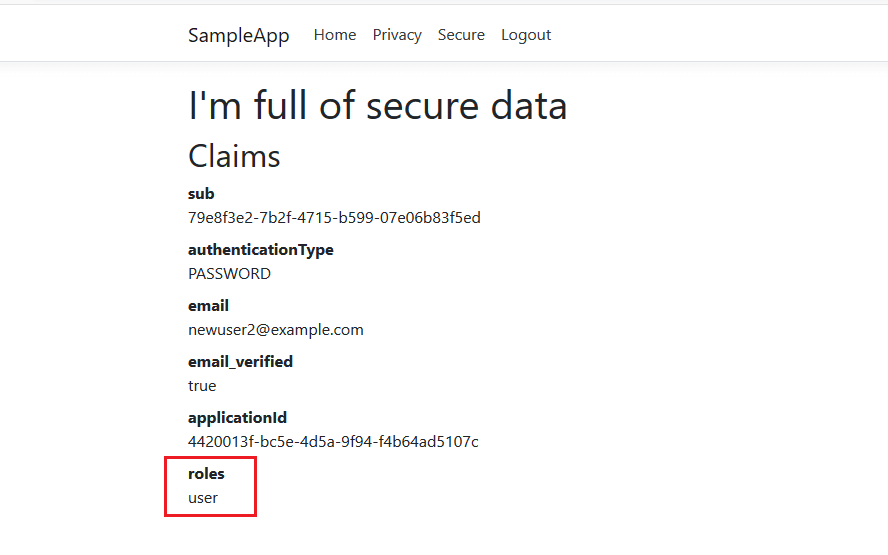 SampleApp Home Privacy Secure Logout
I'm full of secure data
Claims
sub
79e8f3e2-7b2f-4715-b599-07e06b83f5ed
authenticationType
PASSWORD
email
newuser2@example.com
email_verified
true
applicationId
4420013f-bc5e-4d5a-9f94-f4b64ad5107c
roles
user